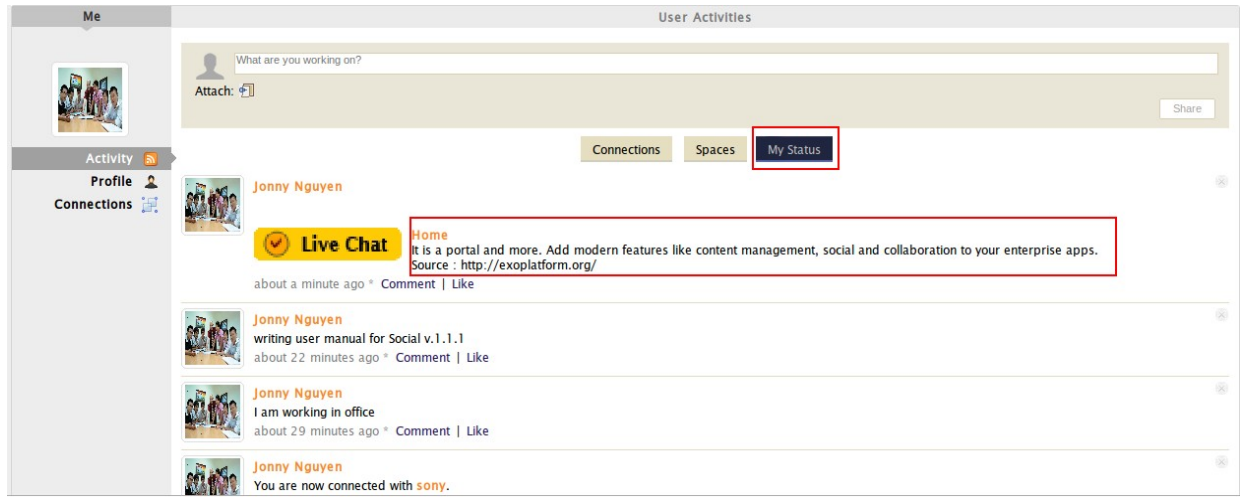 Me
User Activities
What are you working on?
Attach:
Share
Activity
Profile
Connections
Connections Spaces My Status
Jonny Nguyen
Live Chat
Home
It is a portal and more. Add modern features like content management, social and collaboration to your enterprise apps.
Source : http://exoplatform.org/
about a minute ago * Comment | Like
Jonny Nguyen
writing user manual for Social v.1.1.1
about 22 minutes ago * Comment | Like
Jonny Nguyen
I am working in office
about 29 minutes ago * Comment | Like
Jonny Nguyen
You are now connected with sony.